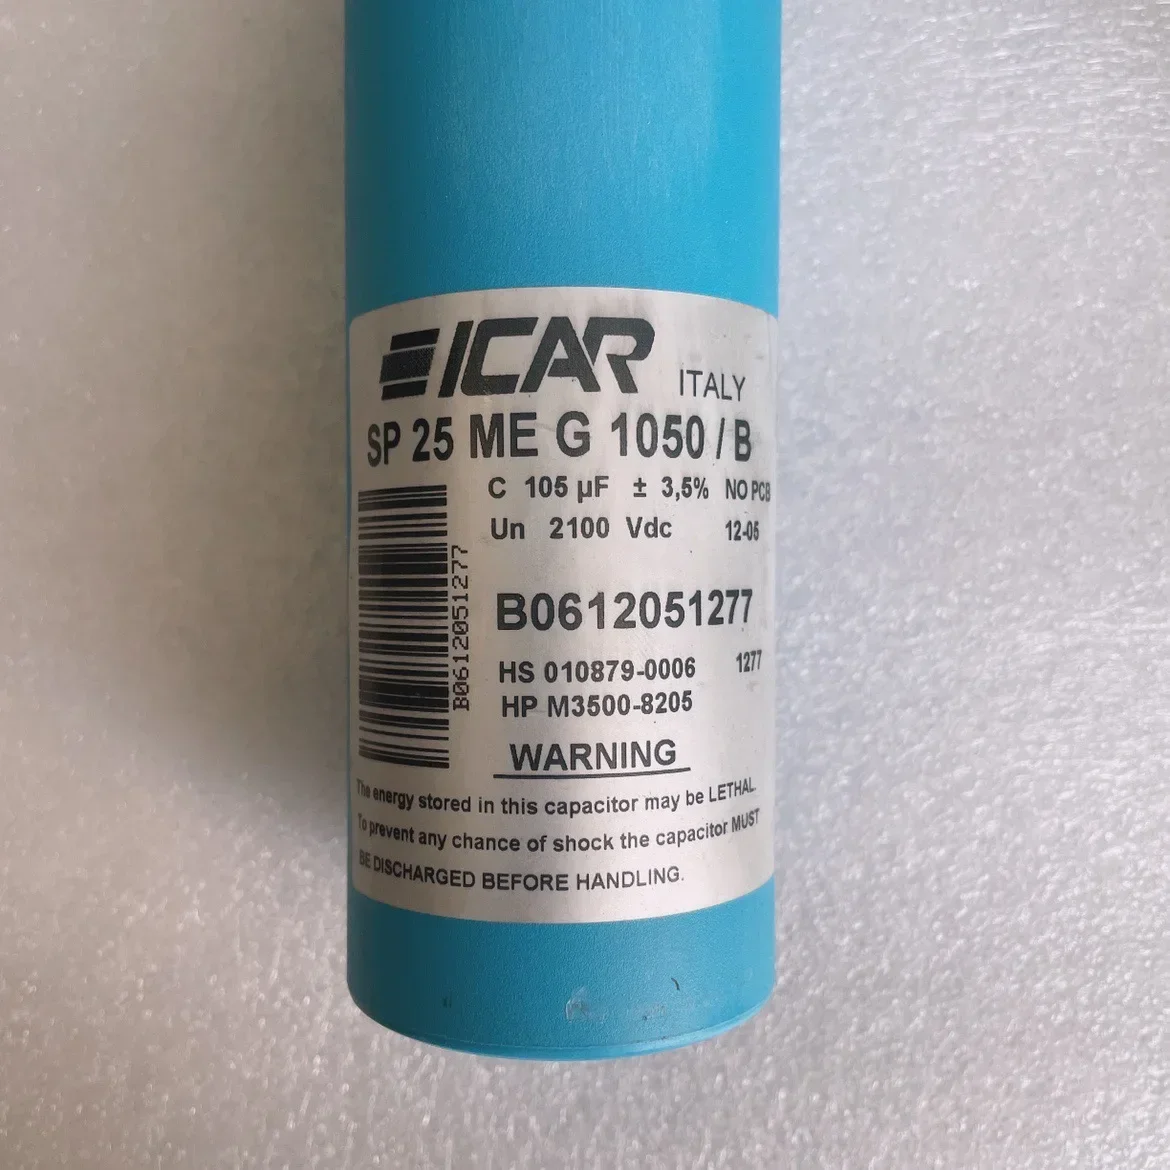 ICAR ITALY
SP 25 ME G 1050 / B
C 105 µF ± 3,5% NO PCB
Un 2100 Vdc 12-05
B0612051277
B0612051277
HS 010879-0006 1277
HP M3500-8205
WARNING
The energy stored in this capacitor may be LETHAL.
To prevent any chance of shock the capacitor MUST
BE DISCHARGED BEFORE HANDLING.